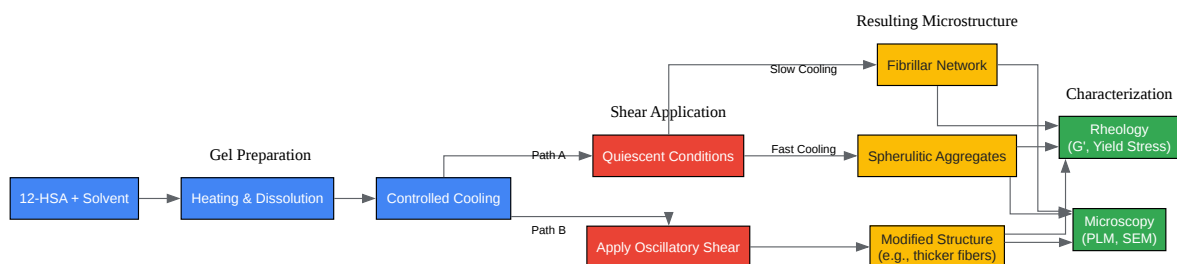 Resulting Microstructure
Fibrillar Network
Slow Cooling
Characterization
Shear Application
Rheology
(G', Yield Stress)
Gel Preparation
Path A
Quiescent Conditions
Fast Cooling
Spherulitic Aggregates
12-HSA + Solvent
Heating & Dissolution
Controlled Cooling
Microscopy
(PLM, SEM)
Path B
Apply Oscillatory Shear
Modified Structure
(e.g., thicker fibers)